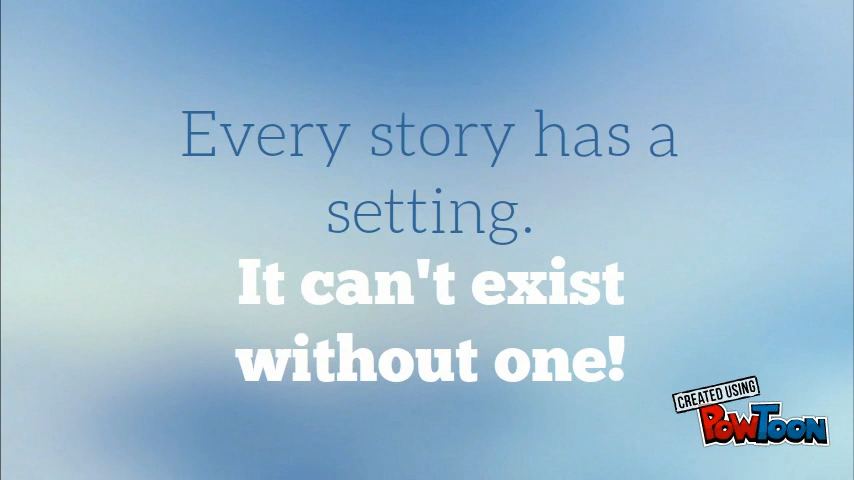 Every story has a
setting.
It can't exist
without one!
CREATED USING
POWTOON